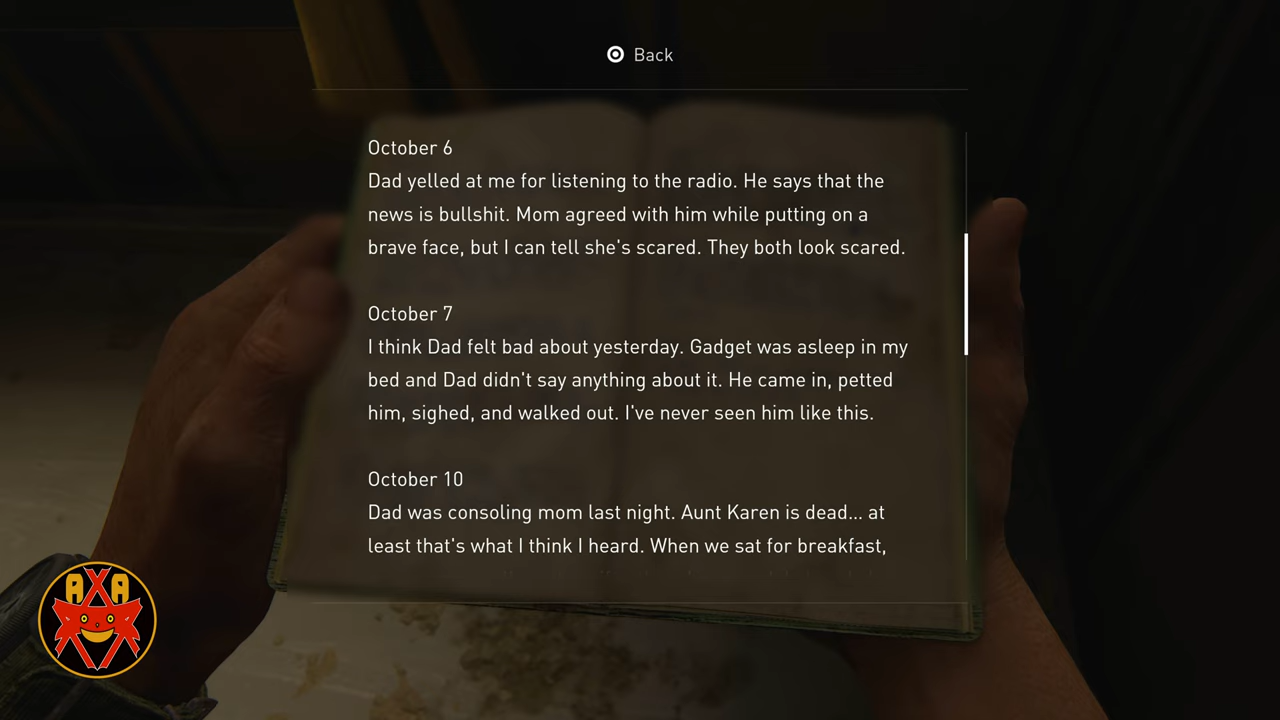 Back
October 6
Dad yelled at me for listening to the radio. He says that the
news is bullshit. Mom agreed with him while putting on a
brave face, but I can tell she's scared. They both look scared.
October 7
I think Dad felt bad about yesterday. Gadget was asleep in my
bed and Dad didn't say anything about it. He came in, petted
him, sighed, and walked out. I've never seen him like this.
October 10
Dad was consoling mom last night. Aunt Karen is dead... at
least that's what I think I heard. When we sat for breakfast,
AXA